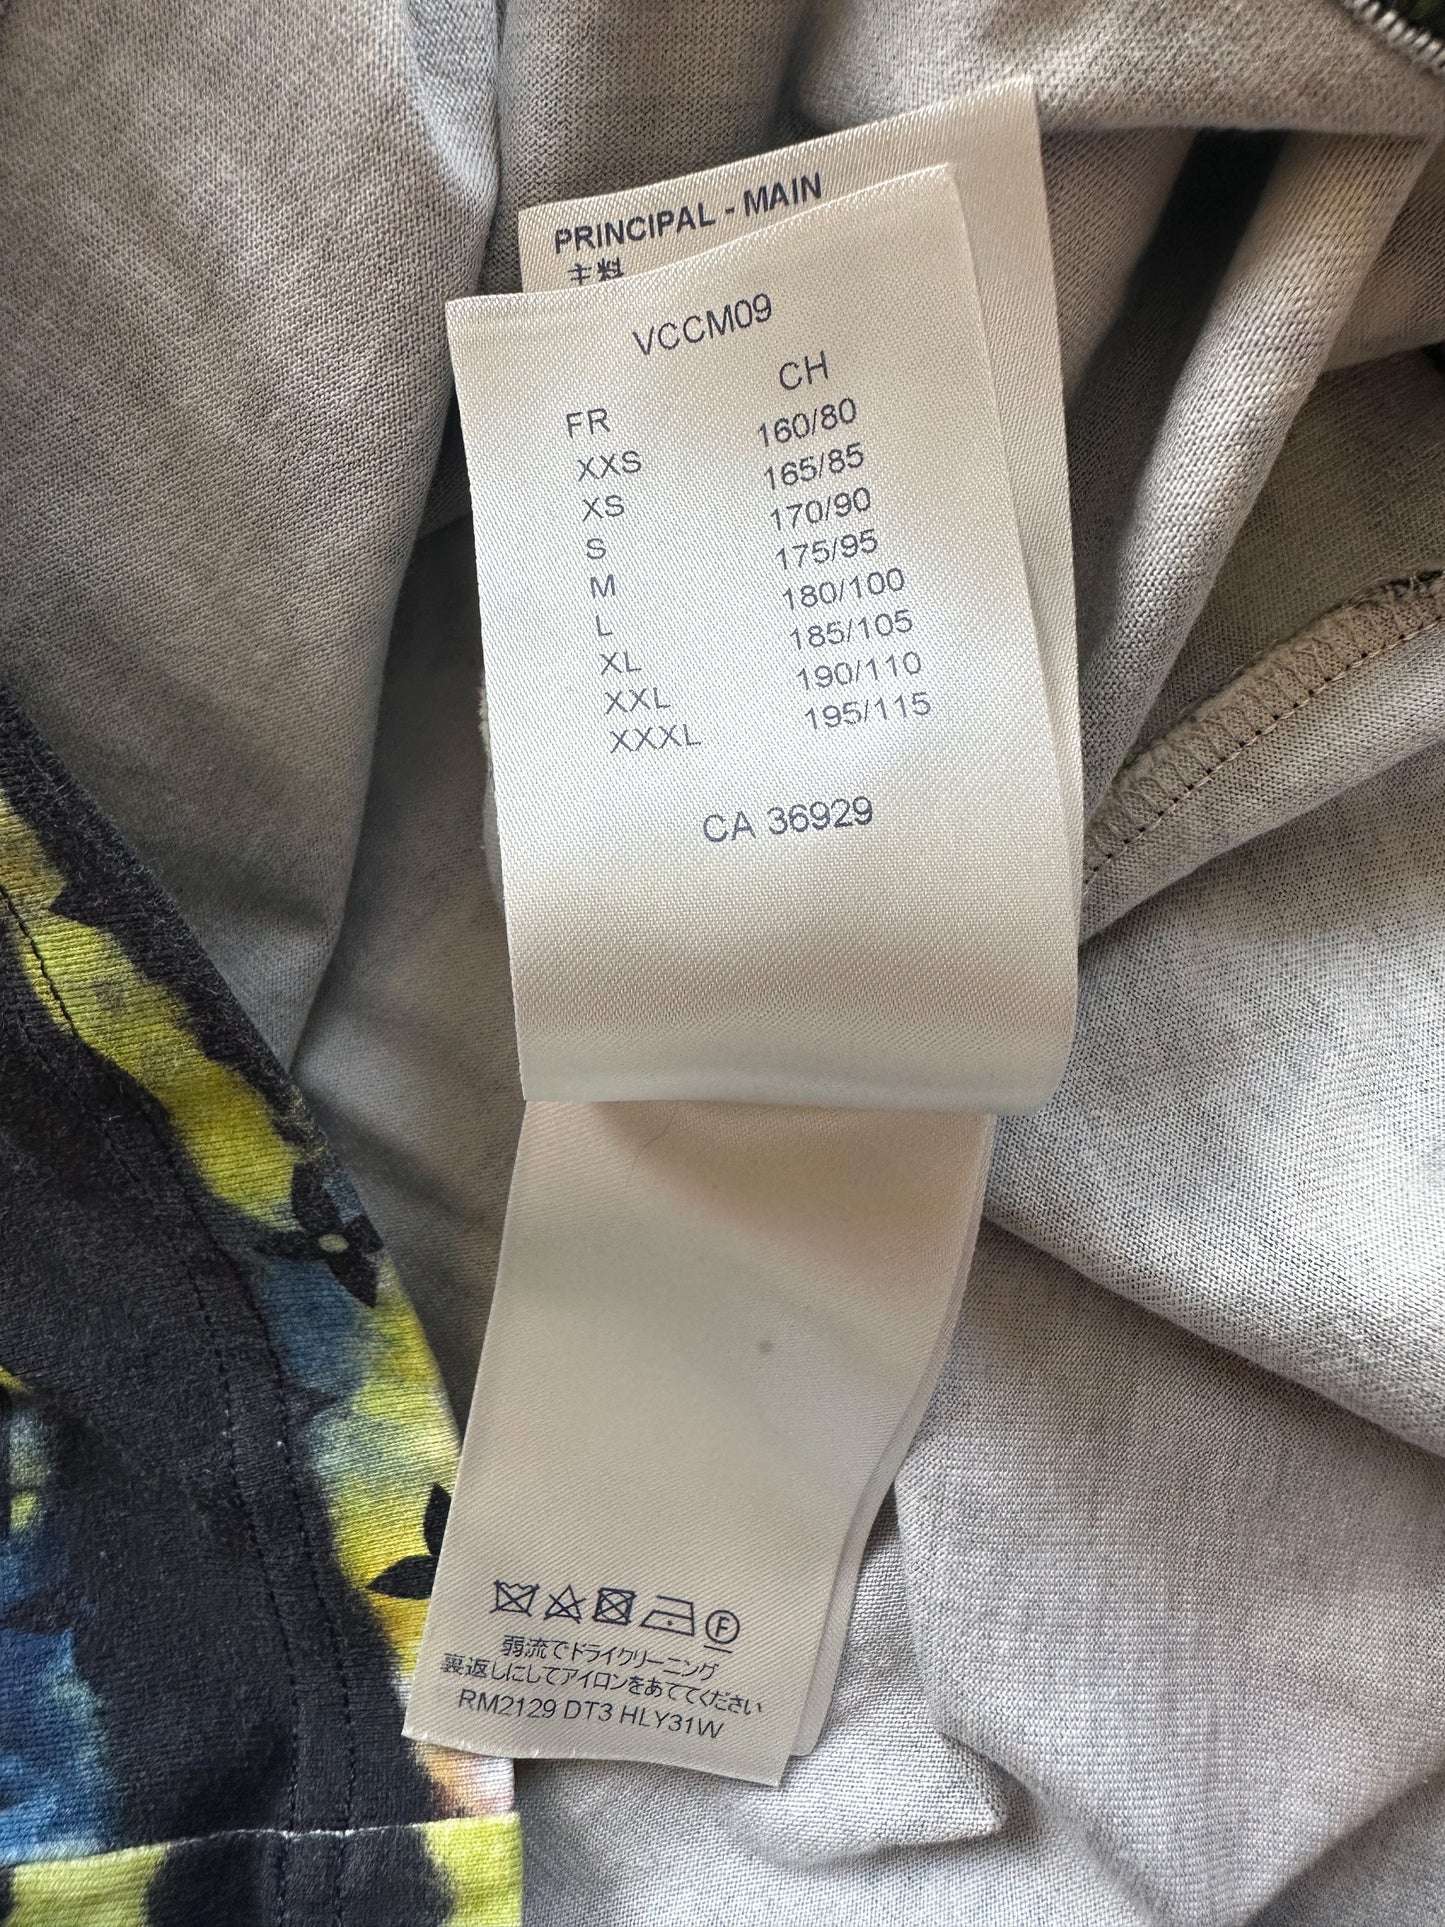 PRINCIPAL - MAIN
主料
VCCM09
FR CH
XXS 160/80
XS 165/85
S 170/90
M 175/95
L 180/100
XL 185/105
XXL 190/110
XXXL 195/115
CA 36929
F
弱流でドライクリーニング
裏返しにしてアイロンをあててください
RM2129 DT3 HLY31W